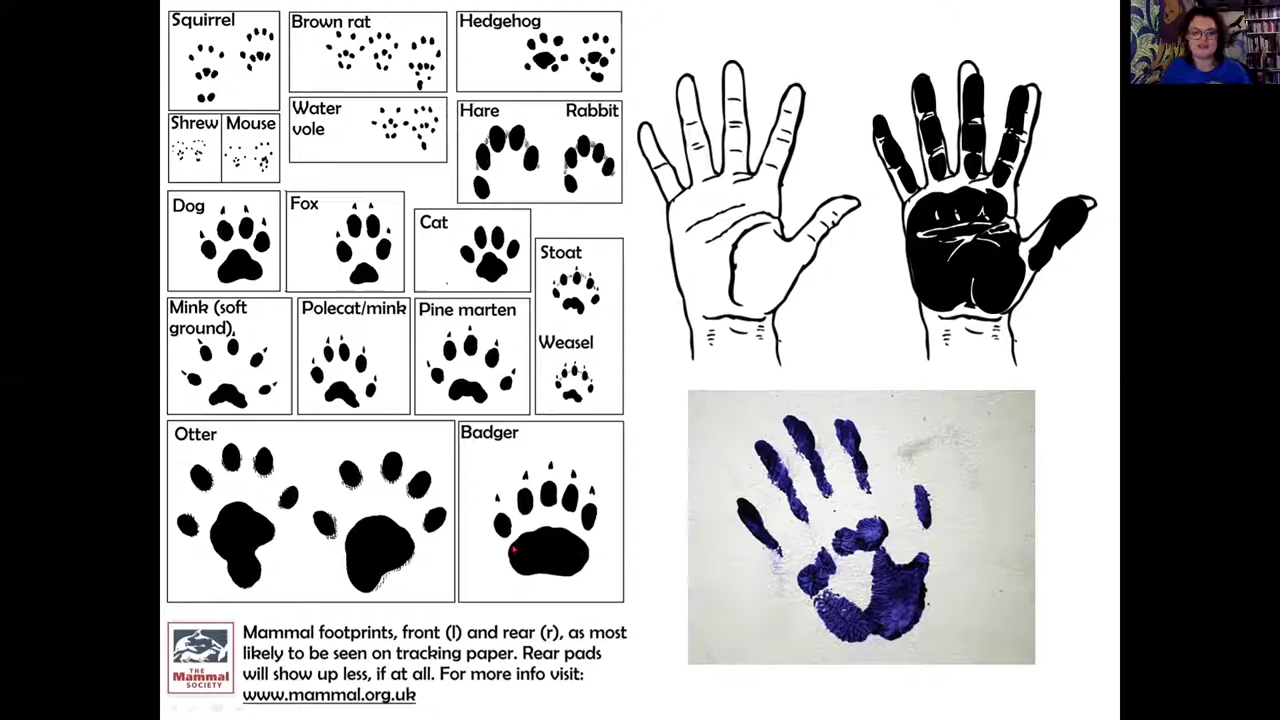 Squirrel
Brown rat
Hedgehog
Shrew
Mouse
Water
vole
Hare
Rabbit
Dog
Fox
Cat
Stoat
Weasel
Mink (soft
ground)
Polecat/mink
Pine marten
Otter
Badger
THE
Mammal
SOCIETY
Mammal footprints, front (l) and rear (r), as most
likely to be seen on tracking paper. Rear pads
will show up less, if at all. For more info visit:
www.mammal.org.uk